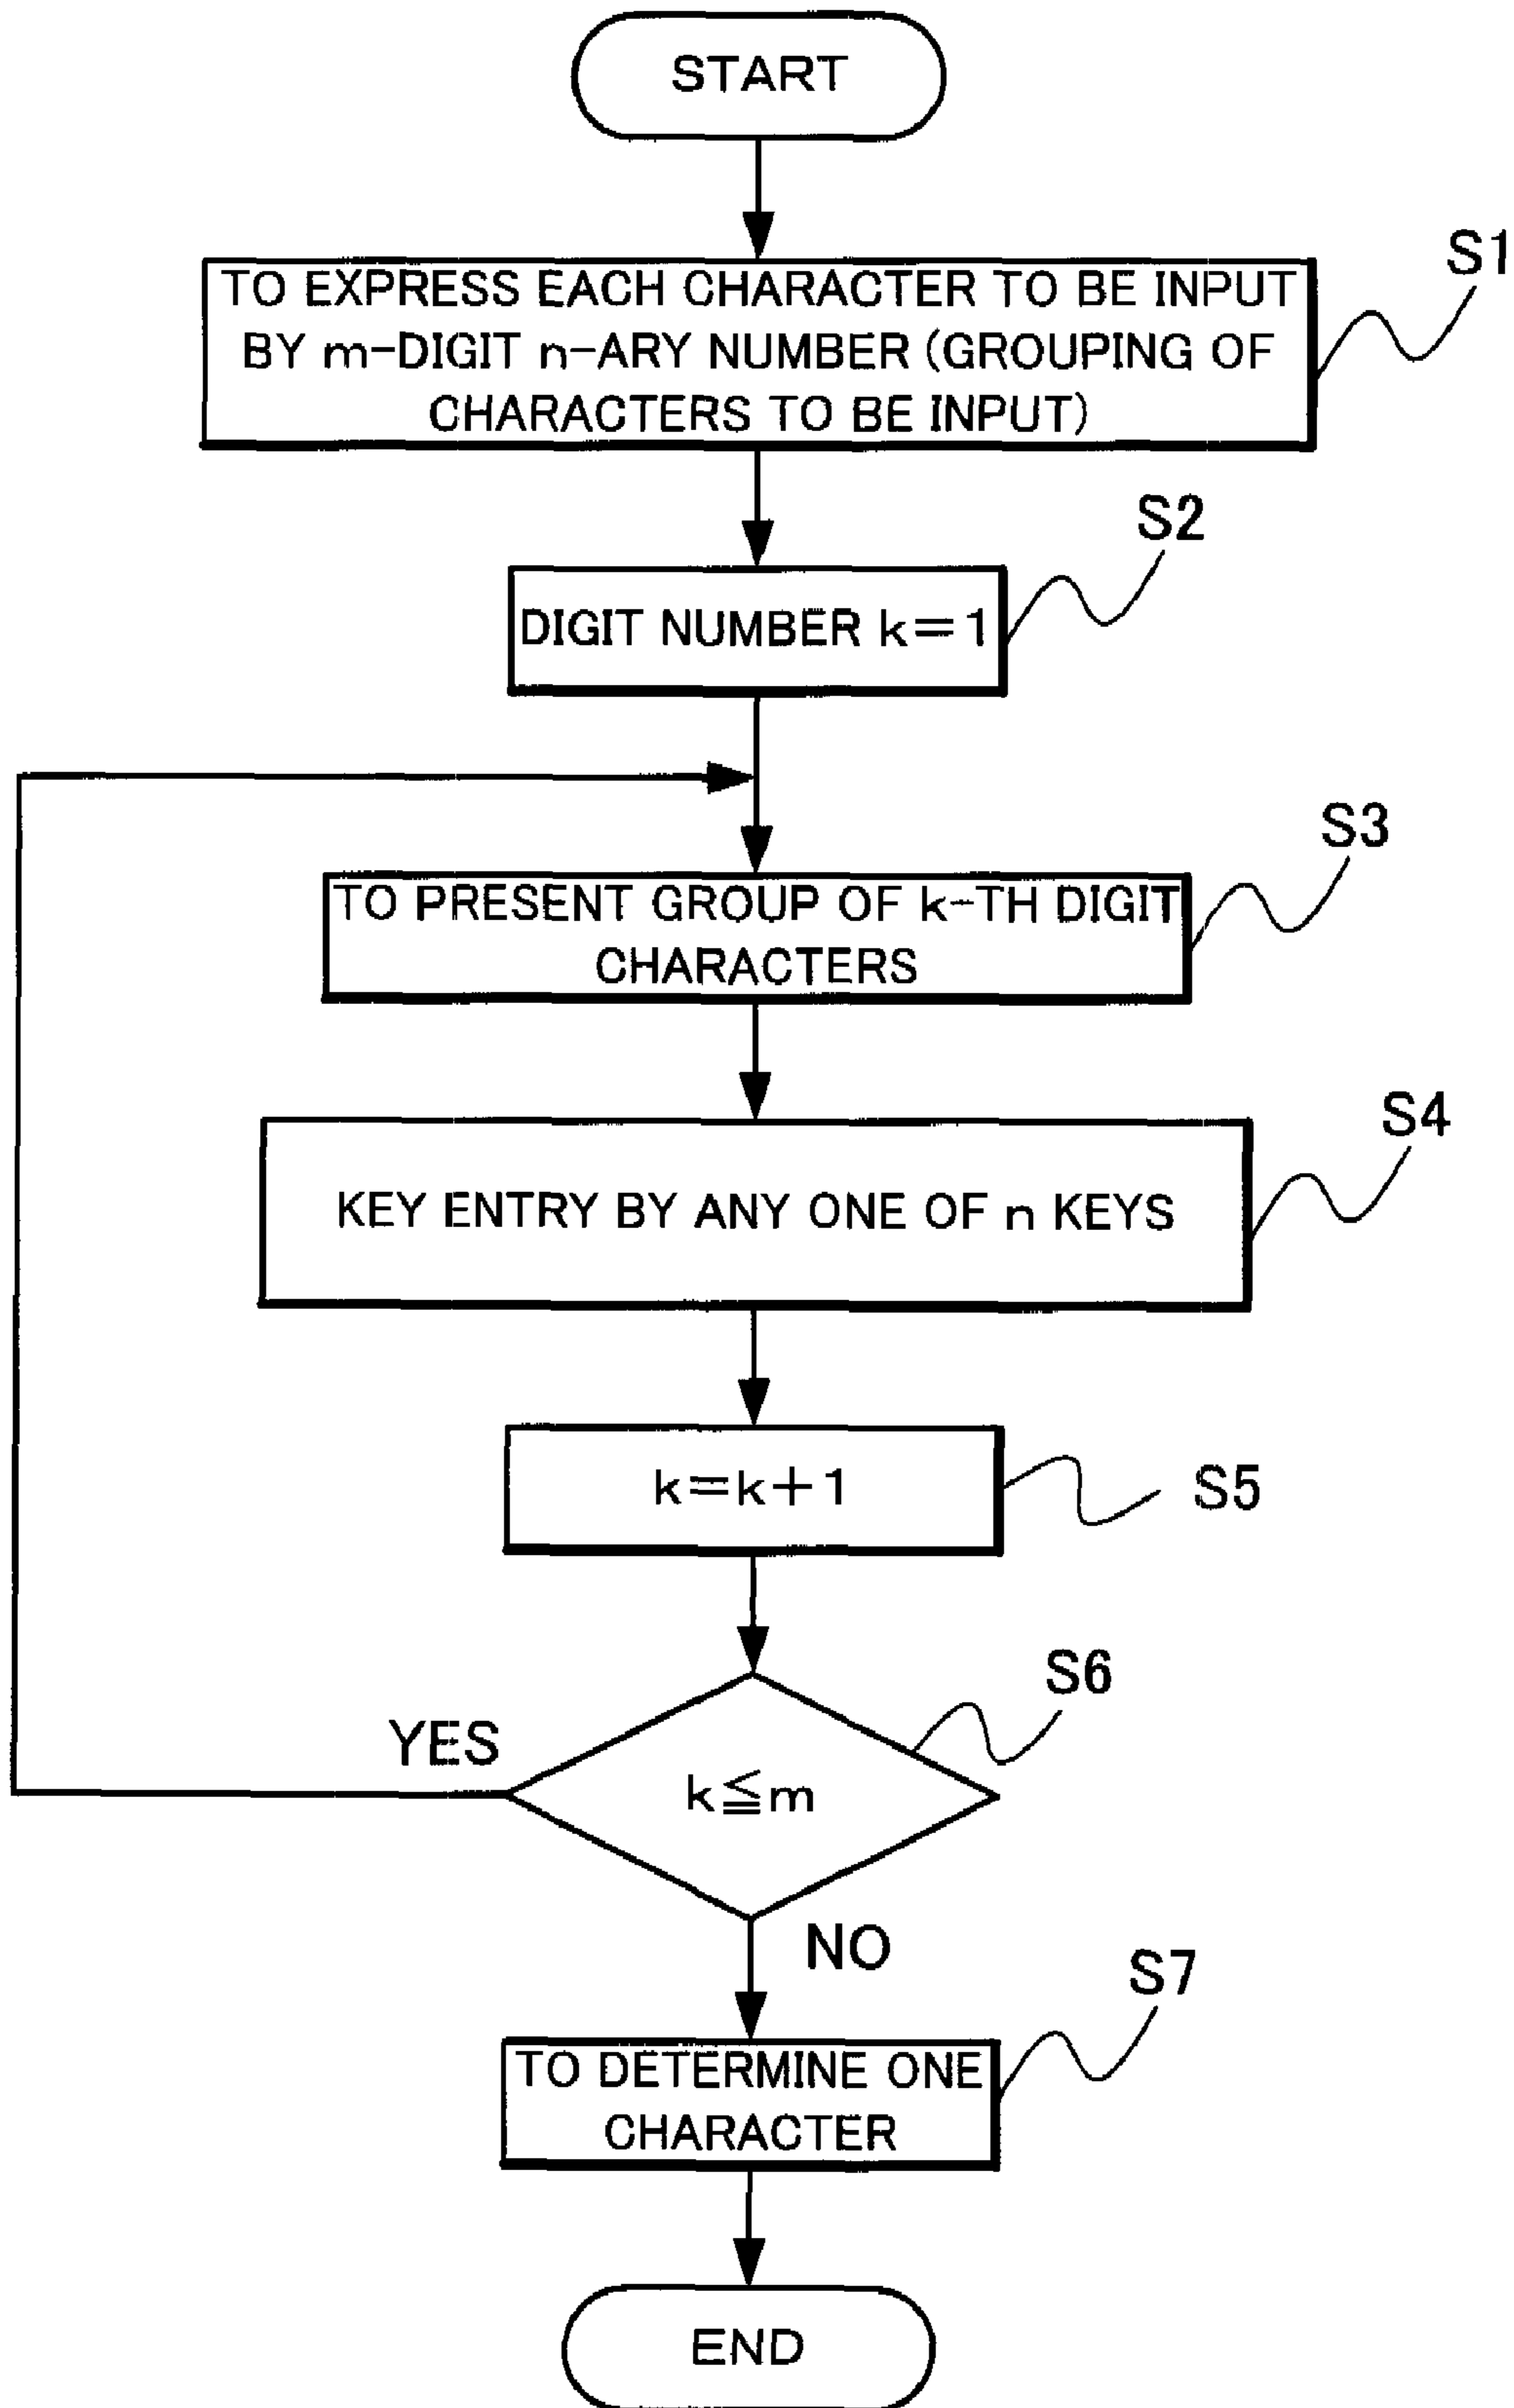 START
S1
TO EXPRESS EACH CHARACTER TO BE INPUT
BY m-DIGIT n-ARY NUMBER (GROUPING OF
CHARACTERS TO BE INPUT)
S2
DIGIT NUMBER k=1
S3
TO PRESENT GROUP OF k-TH DIGIT
CHARACTERS
S4
KEY ENTRY BY ANY ONE OF n KEYS
k=k+1
S5
S6
YES
k≦m
NO
S7
TO DETERMINE ONE
CHARACTER
END